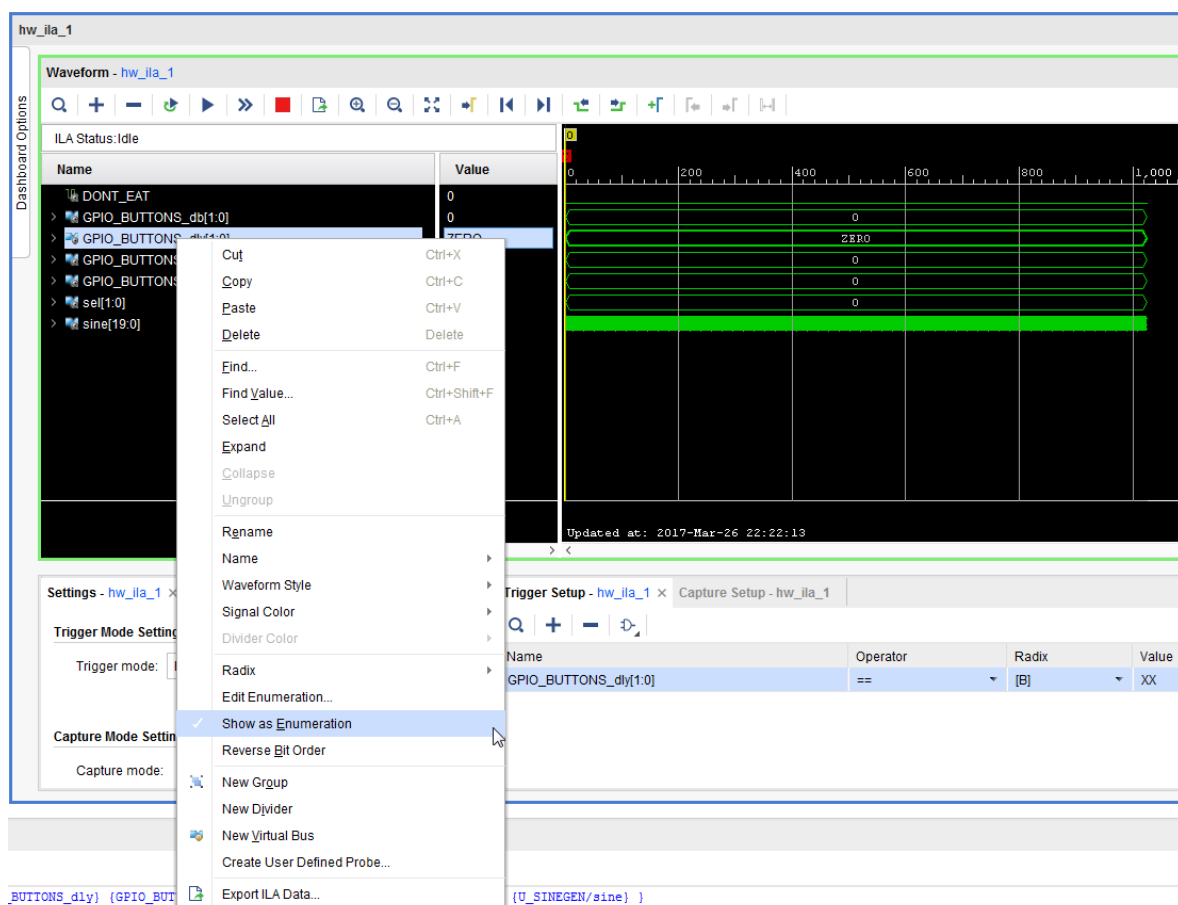 hw_ila_1
Dashboard Options
Waveform - hw_ila_1
ILA Status:Idle
Name Value
0
0 200 400 600 800 1,000
DONT_EAT 0
GPIO_BUTTONS_db[1:0] 0 0
GPIO_BUTTONS_dly[1:0] ZERO ZERO
GPIO_BUTTONS 0
GPIO_BUTTONS 0
sel[1:0] 0
sine[19:0]
Updated at: 2017-Mar-26 22:22:13
Cut Ctrl+X
Copy Ctrl+C
Paste Ctrl+V
Delete Delete
Find... Ctrl+F
Find Value... Ctrl+Shift+F
Select All Ctrl+A
Expand
Collapse
Ungroup
Rename
Name
Waveform Style
Signal Color
Divider Color
Radix
Edit Enumeration...
Show as Enumeration
Reverse Bit Order
New Group
New Divider
New Virtual Bus
Create User Defined Probe...
Export ILA Data...
Settings - hw_ila_1
Trigger Mode Setting
Trigger mode:
Capture Mode Settin
Capture mode:
Trigger Setup - hw_ila_1 Capture Setup - hw_ila_1
Name Operator Radix Value
GPIO_BUTTONS_dly[1:0] == [B] XX
_BUTTONS_dly} {GPIO_BUT {U_SINEGEN/sine} }